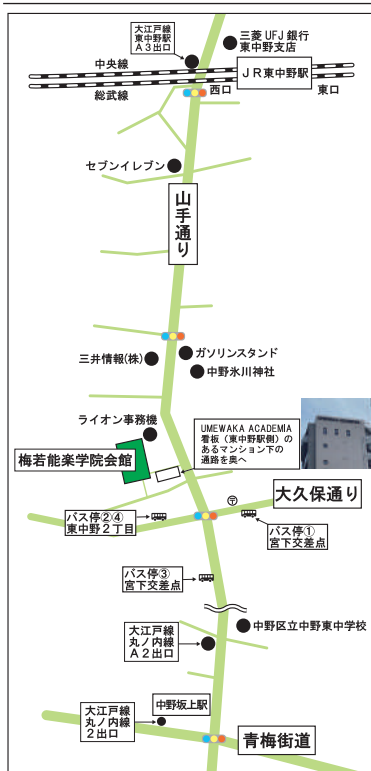 大江戸線
東中野駅
A3出口
三菱UFJ銀行
東中野支店
中央線
総武線
JR東中野駅
西口
東口
セブンイレブン
山手通り
三井情報(株)
ガソリンスタンド
中野氷川神社
ライオン事務機
梅若能楽学院会館
UMEWAKA ACADEMIA
看板（東中野駅側）の
あるマンション下の
通路を奥へ
大久保通り
〒
バス停②④
東中野2丁目
バス停①
宮下交差点
バス停③
宮下交差点
中野区立中野東中学校
大江戸線
丸ノ内線
A2出口
大江戸線
丸ノ内線
2出口
中野坂上駅
青梅街道